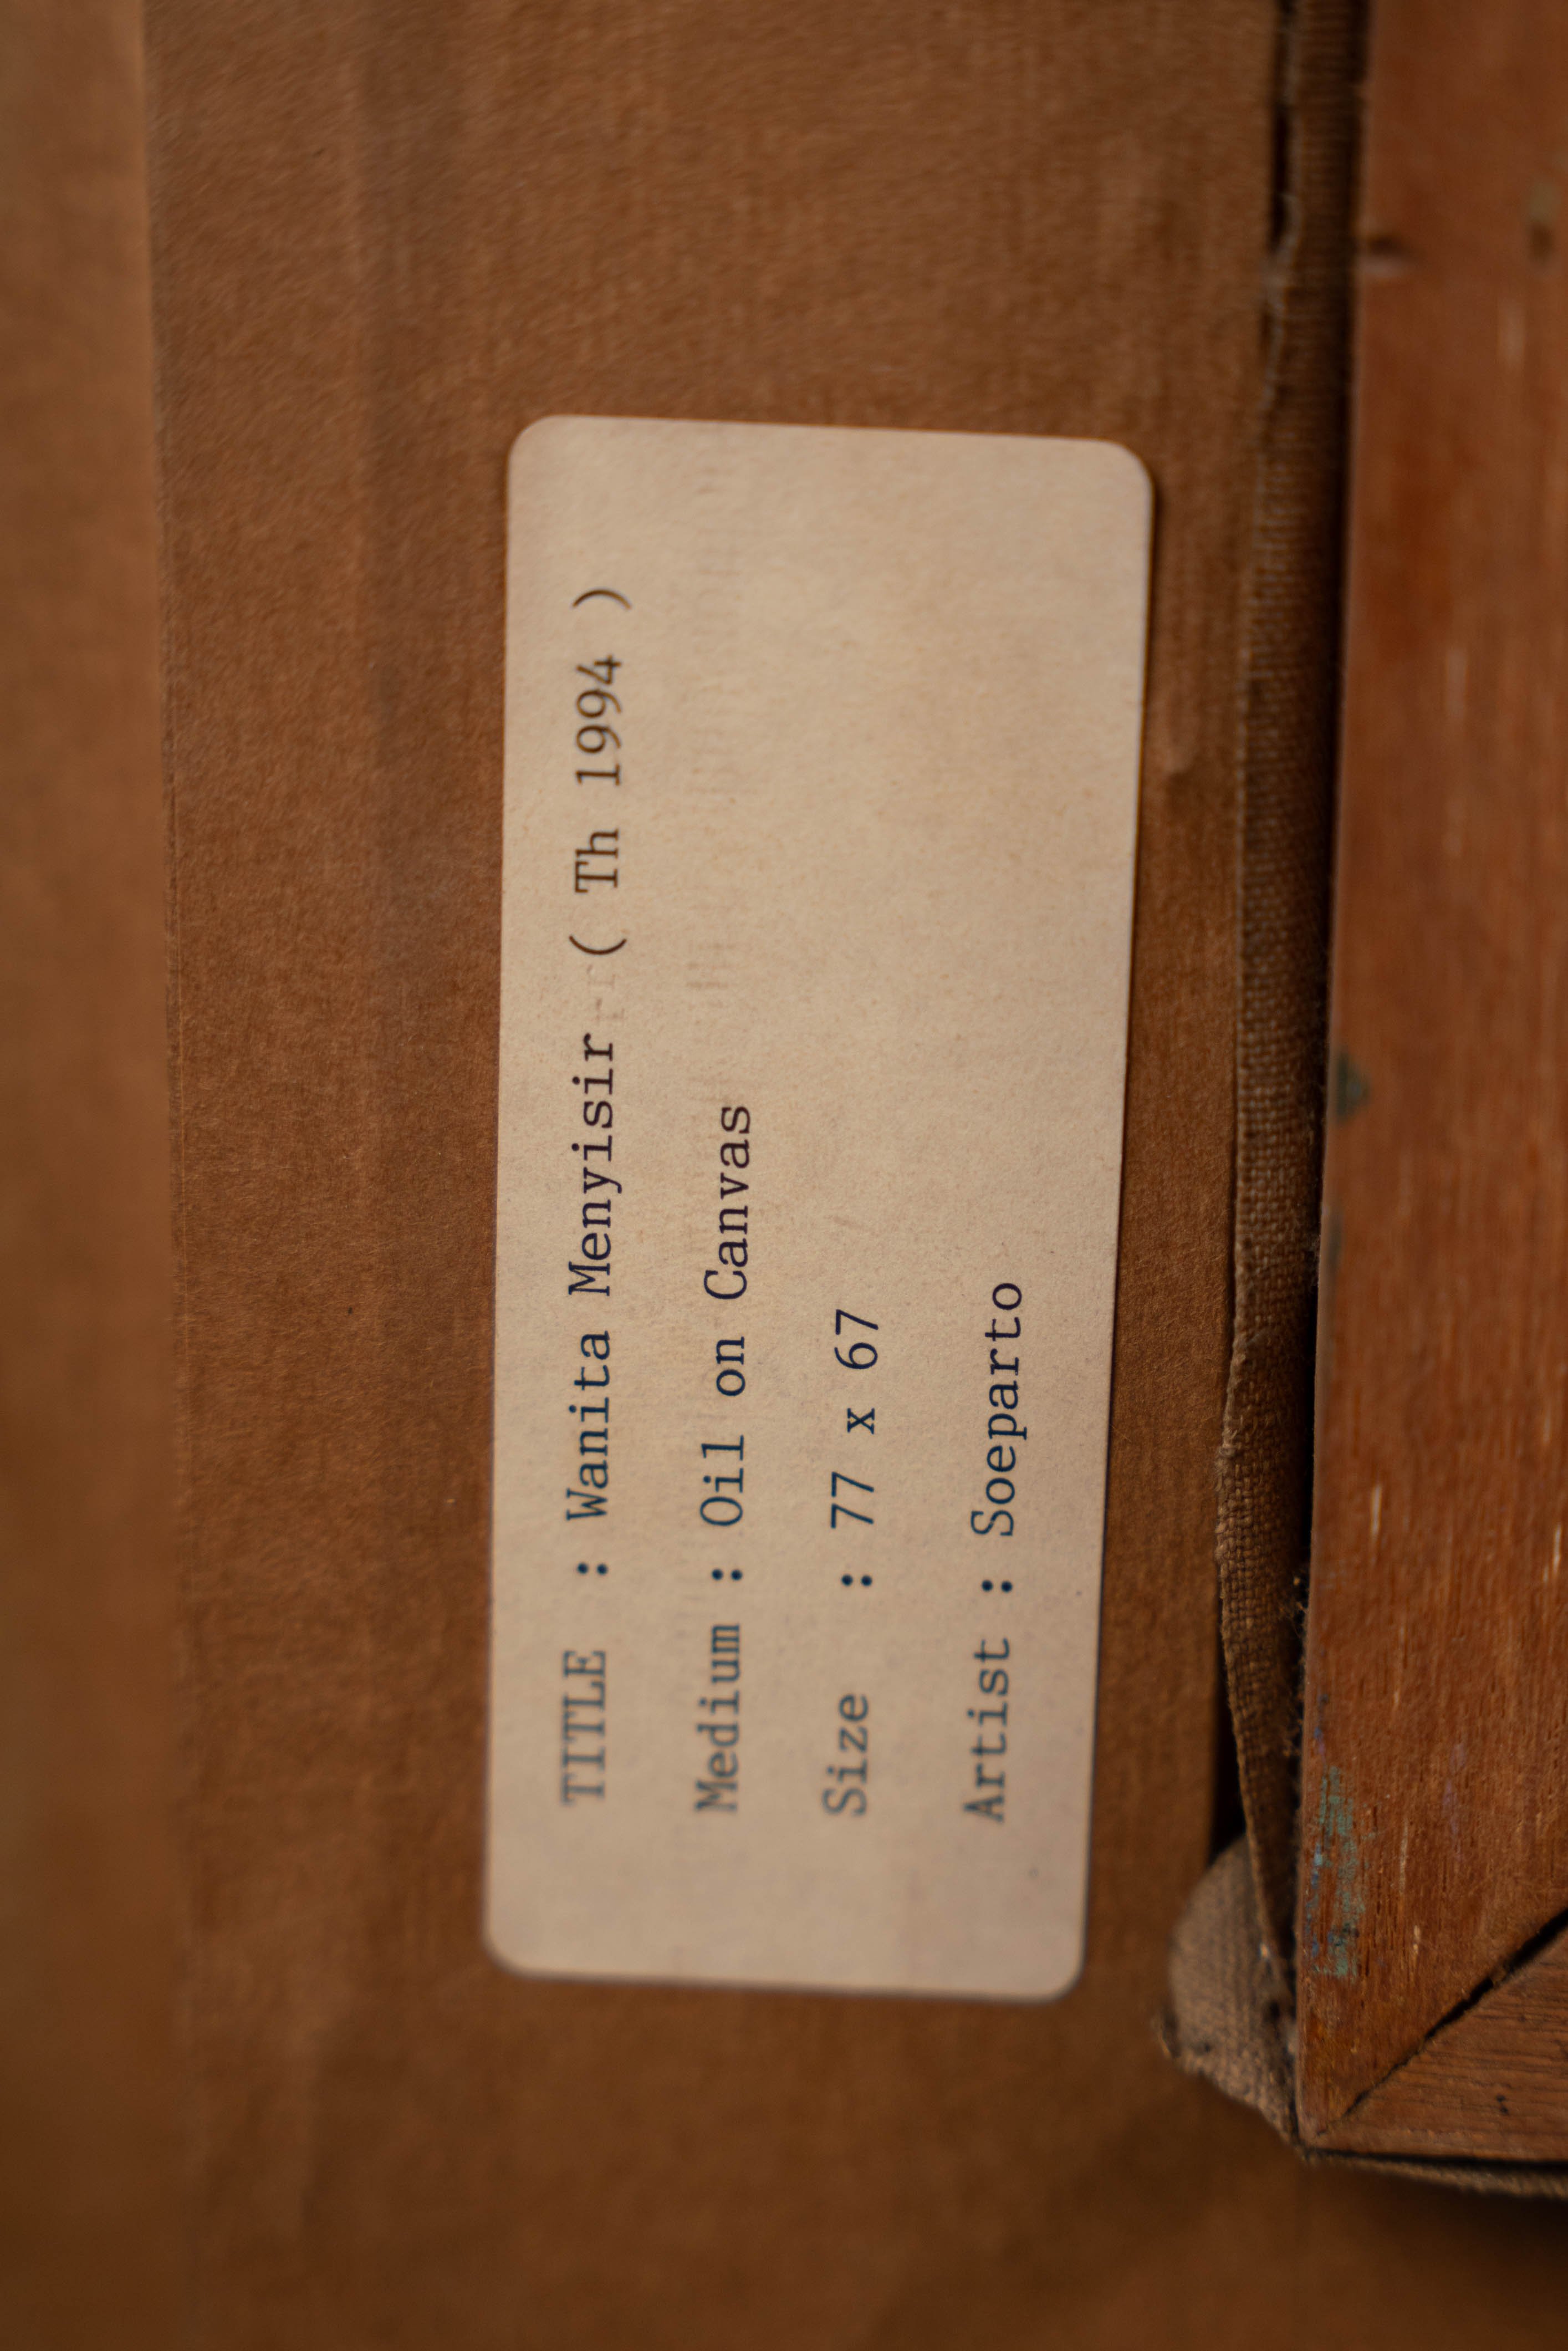 TITLE : Wanita Menyisir ( Th 1994 )
Medium : Oil on Canvas
Size : 77 x 67
Artist : Soeparto